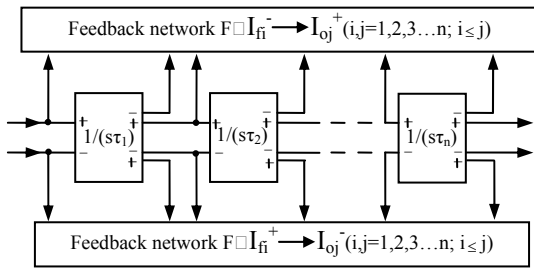 Feedback network F□I_fi^- → I_oj^+(i,j=1,2,3…n; i≤j)
+ − + + − + + − +
1/(sτ₁) 1/(sτ₂) 1/(sτₙ)
− − + − − + − − +
Feedback network F□I_fi^+ → I_oj^-(i,j=1,2,3…n; i≤j)